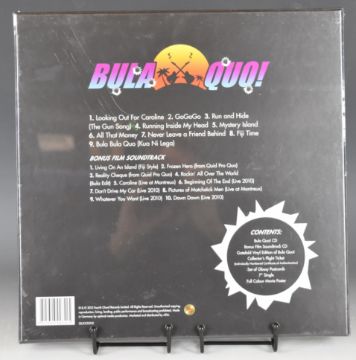 BULA QUO!
1. Looking Out For Caroline 2. GoGoGo 3. Run and Hide
(The Gun Song) 4. Running Inside My Head 5. Mystery Island
6. All That Money 7. Never Leave a Friend Behind 8. Fiji Time
9. Bula Bula Quo (Kua Ni Lega)
BONUS FILM SOUNDTRACK
1. Living On An Island (Fiji Style) 2. Frozen Hero (from Quid Pro Quo)
3. Reality Cheque (from Quid Pro Quo) 4. Rockin' All Over The World
(Bula Edit) 5. Caroline (Live at Montreux) 6. Beginning Of The End (Live 2010)
7. Don't Drive My Car (Live 2010) 8. Pictures of Matchstick Men (Live at Montreux)
9. Whatever You Want (Live 2010) 10. Down Down (Live 2010)
CONTENTS:
Bula Quo! CD
Bonus Film Soundtrack CD
Gatefold Vinyl Edition of Bula Quo!
Collector's Flight Ticket
Set of Glossy Postcards
7" Single
Full Colour Movie Poster